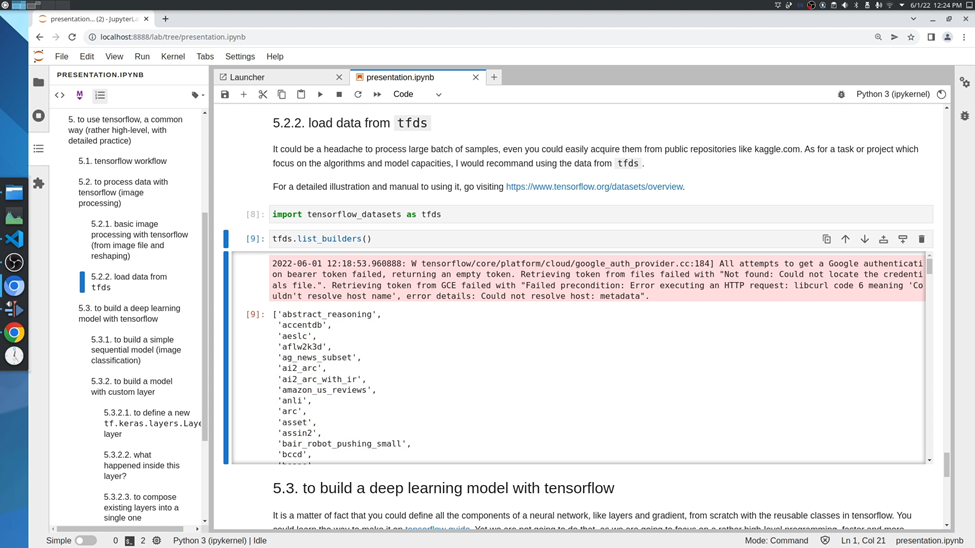 6/1/22 12:24 PM
presentation... (2) - JupyterL
localhost:8888/lab/tree/presentation.ipynb
File Edit View Run Kernel Tabs Settings Help
PRESENTATION.IPYNB
M
5. to use tensorflow, a common
way (rather high-level, with
detailed practice)
5.1. tensorflow workflow
5.2. to process data with
tensorflow (image
processing)
5.2.1. basic image
processing with tensorflow
(from image file and
reshaping)
5.2.2. load data from
tfds
5.3. to build a deep learning
model with tensorflow
5.3.1. to build a simple
sequential model (image
classification)
5.3.2. to build a model
with custom layer
5.3.2.1. to define a new
tf.keras.layers.Laye
layer
5.3.2.2. what
happened inside this
layer?
5.3.2.3. to compose
existing layers into a
single one
Launcher
presentation.ipynb
Code
Python 3 (ipykernel)
5.2.2. load data from tfds
It could be a headache to process large batch of samples, even you could easily acquire them from public repositories like kaggle.com. As for a task or project which
focus on the algorithms and model capacities, I would recommand using the data from tfds.
For a detailed illustration and manual to using it, go visiting https://www.tensorflow.org/datasets/overview.
[8]: import tensorflow_datasets as tfds
[9]: tfds.list_builders()
2022-06-01 12:18:53.960888: W tensorflow/core/platform/cloud/google_auth_provider.cc:184] All attempts to get a Google authenticati
on bearer token failed, returning an empty token. Retrieving token from files failed with "Not found: Could not locate the credenti
als file.". Retrieving token from GCE failed with "Failed precondition: Error executing an HTTP request: libcurl code 6 meaning 'Co
uldn't resolve host name', error details: Could not resolve host: metadata".
[9]: ['abstract_reasoning',
'accentdb',
'aeslc',
'aflw2k3d',
'ag_news_subset',
'ai2_arc',
'ai2_arc_with_ir',
'amazon_us_reviews',
'anli',
'arc',
'asset',
'assin2',
'bair_robot_pushing_small',
'bccd',
5.3. to build a deep learning model with tensorflow
It is a matter of fact that you could define all the components of a neural network, like layers and gradient, from scratch with the reusable classes in tensorflow. You
could learn the way to make it on tensorflow guide. Yet we are not going to do that, as we are going to focus on a rather high-level programming, faster and more
Simple 0 2 Python 3 (ipykernel) | Idle
Mode: Command Ln 1, Col 21 presentation.ipynb